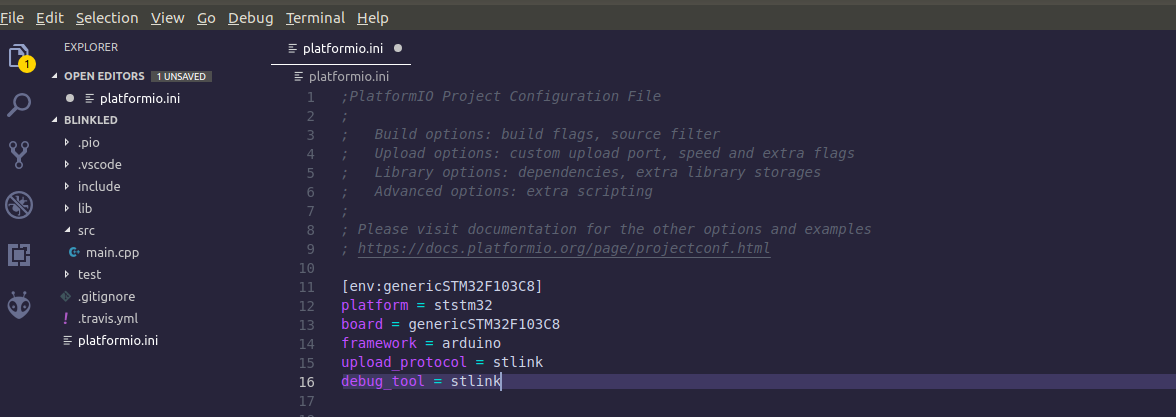 File Edit Selection View Go Debug Terminal Help
EXPLORER
OPEN EDITORS 1 UNSAVED
platformio.ini
BLINKLED
.pio
.vscode
include
lib
src
main.cpp
test
.gitignore
.travis.yml
platformio.ini
1
platformio.ini
platformio.ini
1 ;PlatformIO Project Configuration File
2 ;
3 ;   Build options: build flags, source filter
4 ;   Upload options: custom upload port, speed and extra flags
5 ;   Library options: dependencies, extra library storages
6 ;   Advanced options: extra scripting
7 ;
8 ; Please visit documentation for the other options and examples
9 ; https://docs.platformio.org/page/projectconf.html
10
11 [env:genericSTM32F103C8]
12 platform = ststm32
13 board = genericSTM32F103C8
14 framework = arduino
15 upload_protocol = stlink
16 debug_tool = stlink
17